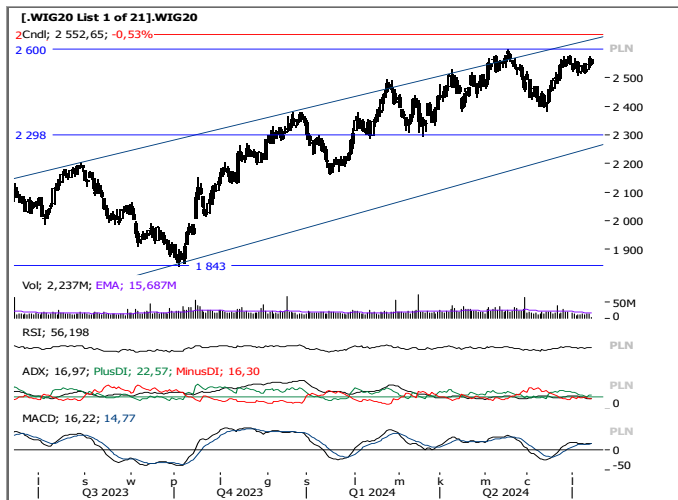 [.WIG20 List 1 of 21].WIG20
2 Cndl; 2 552,65; -0,53%
2 600 PLN
2 500
2 400
2 298 2 300
2 200
2 100
2 000
1 900
1 843
Vol; 2,237M; EMA; 15,687M
50M
0
RSI; 56,198
PLN
ADX; 16,97; PlusDI; 22,57; MinusDI; 16,30
PLN
0
MACD; 16,22; 14,77
PLN
0
-50
l s w p l g s l m k m c l
Q3 2023 Q4 2023 Q1 2024 Q2 2024